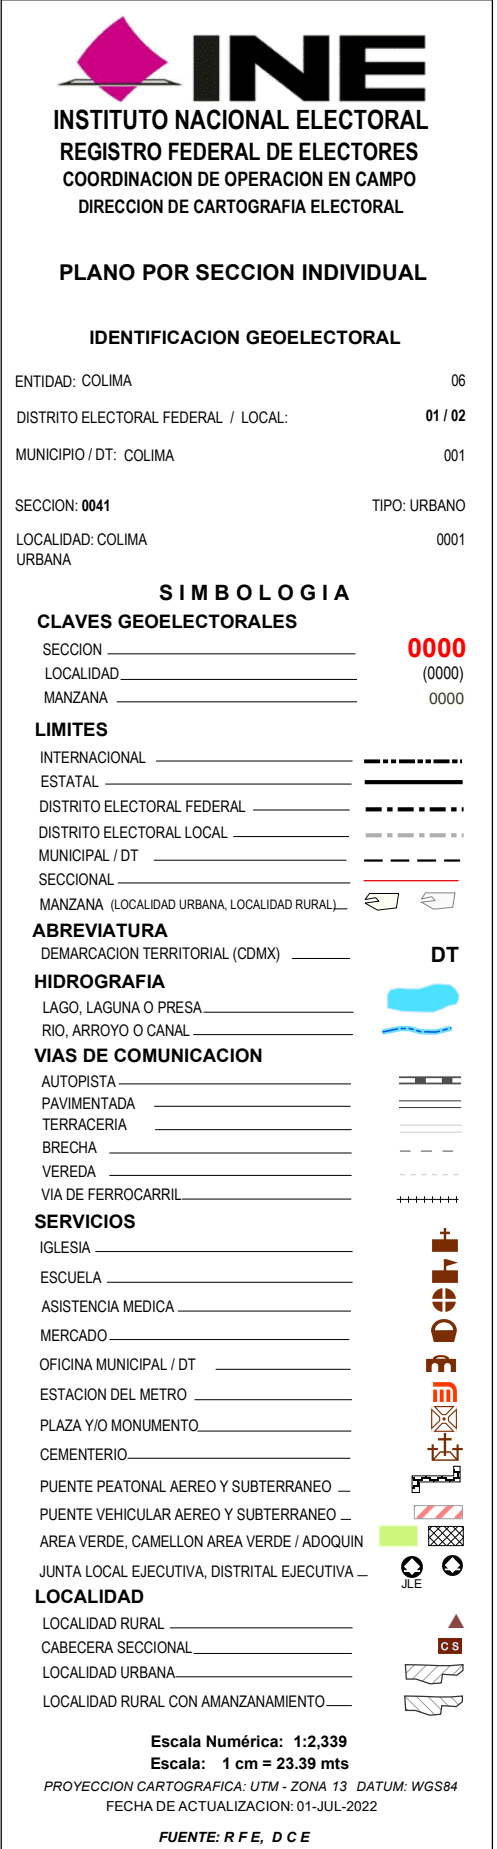 INE
INSTITUTO NACIONAL ELECTORAL
REGISTRO FEDERAL DE ELECTORES
COORDINACION DE OPERACION EN CAMPO
DIRECCION DE CARTOGRAFIA ELECTORAL
PLANO POR SECCION INDIVIDUAL
IDENTIFICACION GEOELECTORAL
ENTIDAD: COLIMA 06
DISTRITO ELECTORAL FEDERAL / LOCAL: 01 / 02
MUNICIPIO / DT: COLIMA 001
SECCION: 0041 TIPO: URBANO
LOCALIDAD: COLIMA 0001
URBANA
SIMBOLOGIA
CLAVES GEOELECTORALES
SECCION 0000
LOCALIDAD (0000)
MANZANA 0000
LIMITES
INTERNACIONAL
ESTATAL
DISTRITO ELECTORAL FEDERAL
DISTRITO ELECTORAL LOCAL
MUNICIPAL / DT
SECCIONAL
MANZANA (LOCALIDAD URBANA, LOCALIDAD RURAL)
ABREVIATURA
DEMARCACION TERRITORIAL (CDMX) DT
HIDROGRAFIA
LAGO, LAGUNA O PRESA
RIO, ARROYO O CANAL
VIAS DE COMUNICACION
AUTOPISTA
PAVIMENTADA
TERRACERIA
BRECHA
VEREDA
VIA DE FERROCARRIL
SERVICIOS
IGLESIA
ESCUELA
ASISTENCIA MEDICA
MERCADO
OFICINA MUNICIPAL / DT
ESTACION DEL METRO
PLAZA Y/O MONUMENTO
CEMENTERIO
PUENTE PEATONAL AEREO Y SUBTERRANEO
PUENTE VEHICULAR AEREO Y SUBTERRANEO
AREA VERDE, CAMELLON AREA VERDE / ADOQUIN
JUNTA LOCAL EJECUTIVA, DISTRITAL EJECUTIVA
JLE
LOCALIDAD
LOCALIDAD RURAL
CABECERA SECCIONAL C S
LOCALIDAD URBANA
LOCALIDAD RURAL CON AMANZANAMIENTO
Escala Numérica: 1:2,339
Escala: 1 cm = 23.39 mts
PROYECCION CARTOGRAFICA: UTM - ZONA 13 DATUM: WGS84
FECHA DE ACTUALIZACION: 01-JUL-2022
FUENTE: R F E, D C E